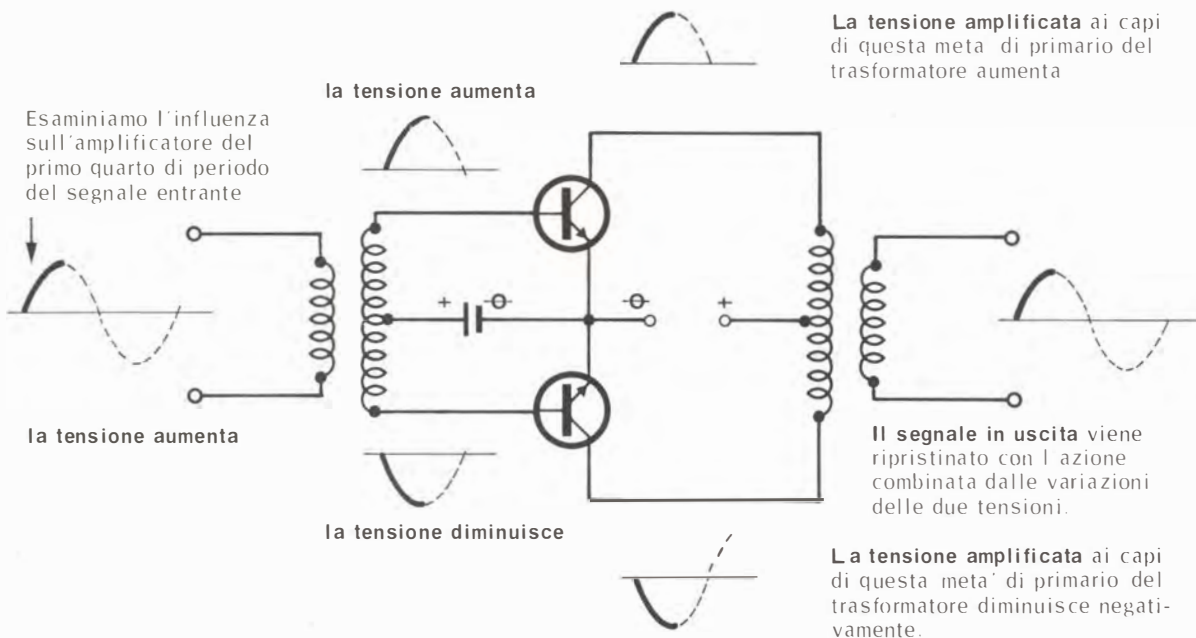 La tensione amplificata ai capi
di questa meta di primario del
trasformatore aumenta
la tensione aumenta
Esaminiamo l'influenza
sull'amplificatore del
primo quarto di periodo
del segnale entrante
+ -O- -O- +
la tensione aumenta
la tensione diminuisce
Il segnale in uscita viene
ripristinato con l azione
combinata dalle variazioni
delle due tensioni.
La tensione amplificata ai capi
di questa meta' di primario del
trasformatore diminuisce negati-
vamente.